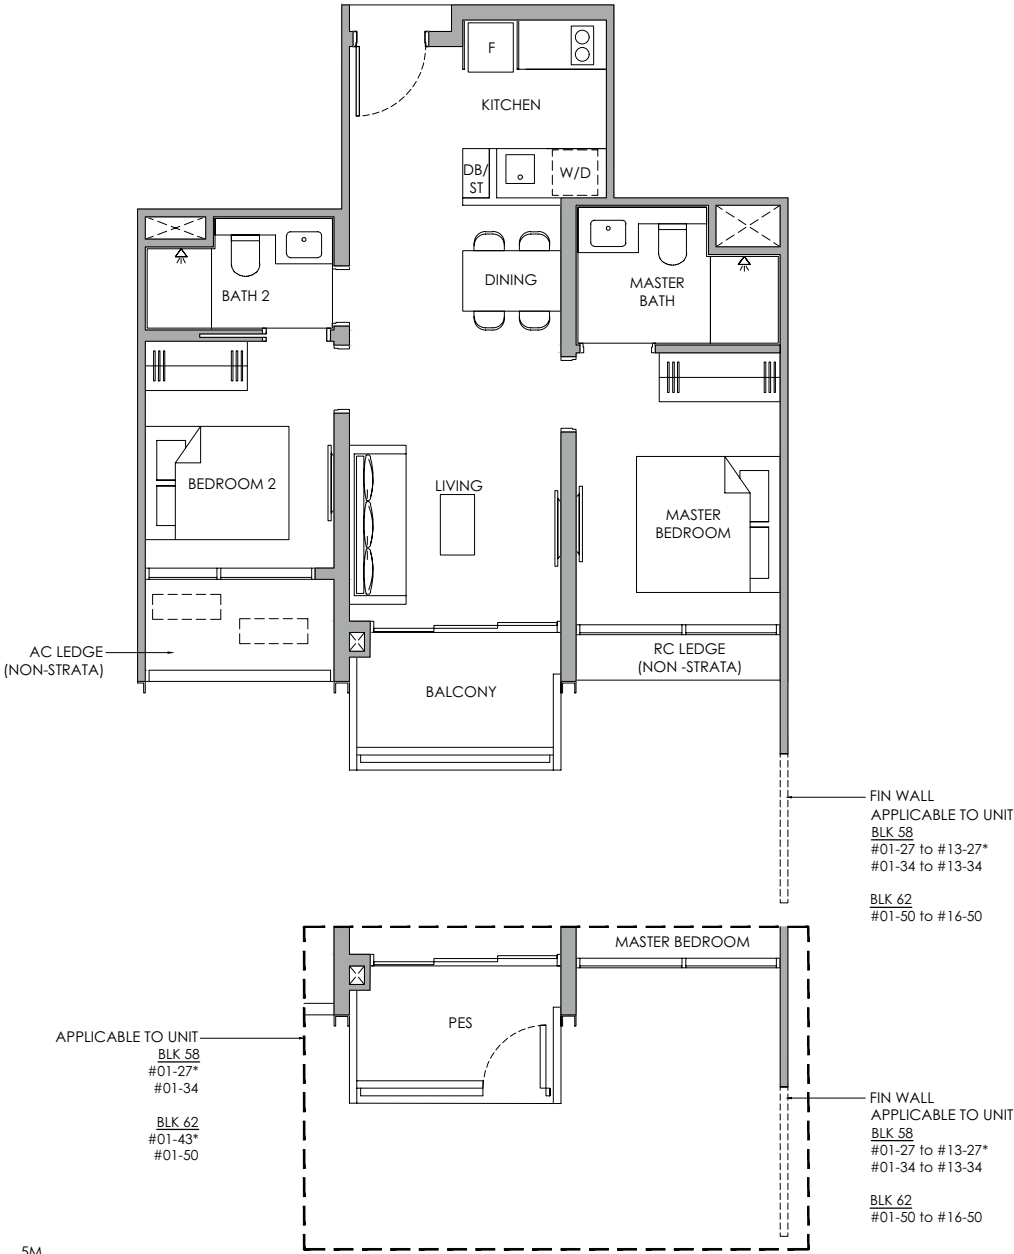 F
KITCHEN
DB/
ST
W/D
DINING
BATH 2
MASTER
BATH
BEDROOM 2
LIVING
MASTER
BEDROOM
AC LEDGE
(NON-STRATA)
RC LEDGE
(NON -STRATA)
BALCONY
FIN WALL
APPLICABLE TO UNIT
BLK 58
#01-27 to #13-27*
#01-34 to #13-34
BLK 62
#01-50 to #16-50
MASTER BEDROOM
PES
APPLICABLE TO UNIT
BLK 58
#01-27*
#01-34
BLK 62
#01-43*
#01-50
FIN WALL
APPLICABLE TO UNIT
BLK 58
#01-27 to #13-27*
#01-34 to #13-34
BLK 62
#01-50 to #16-50
5M